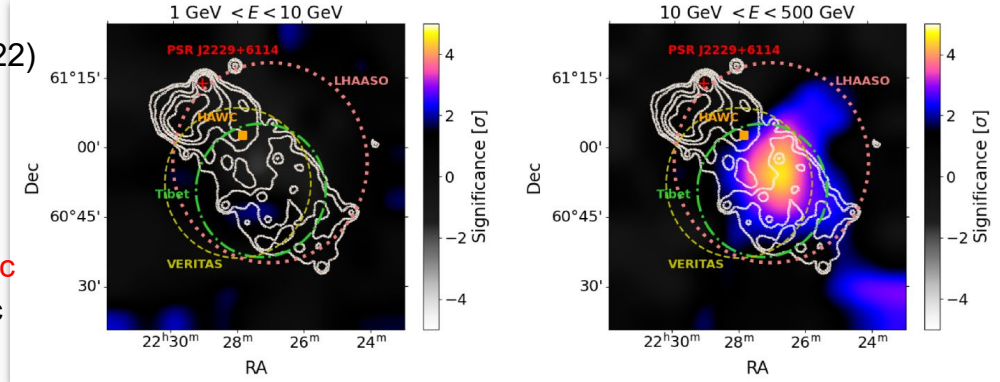 22)
c
c
1 GeV < E < 10 GeV
PSR J2229+6114
LHAASO
HAWC
Tibet
VERITAS
61°15'
00'
60°45'
30'
Dec
22ʰ30ᵐ 28ᵐ 26ᵐ 24ᵐ
RA
4
2
0
−2
−4
Significance [σ]
10 GeV < E < 500 GeV
PSR J2229+6114
LHAASO
HAWC
Tibet
VERITAS
61°15'
00'
60°45'
30'
Dec
22ʰ30ᵐ 28ᵐ 26ᵐ 24ᵐ
RA
4
2
0
−2
−4
Significance [σ]